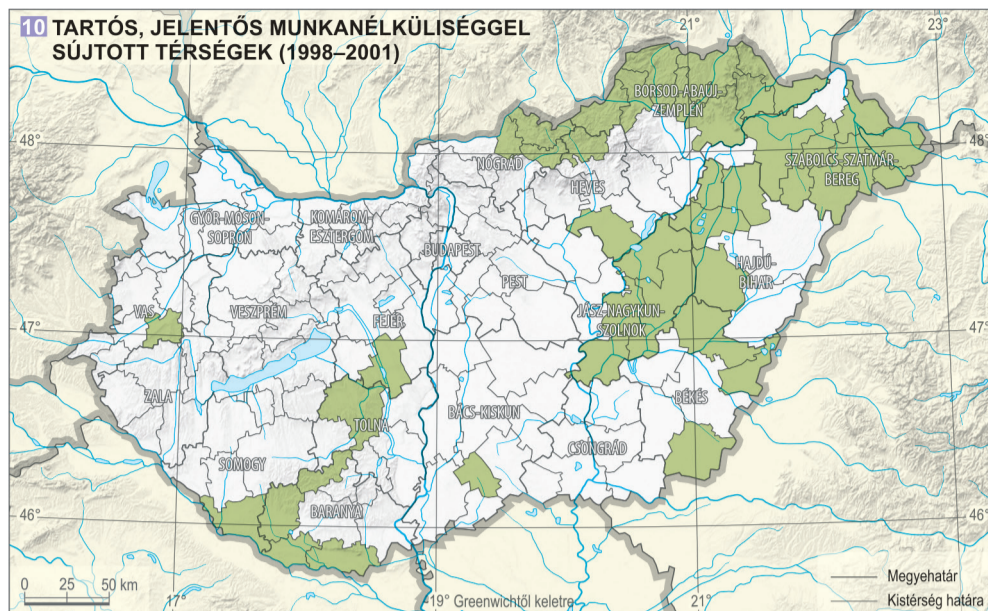 10 TARTÓS, JELENTŐS MUNKANÉLKÜLISÉGGEL
SÚJTOTT TÉRSÉGEK (1998–2001)
21°
23°
48°
48°
BORSOD-ABAÚJ-
ZEMPLÉN
SZABOLCS-SZATMÁR-
BEREG
NÓGRÁD
HEVES
GYŐR-MOSON-
SOPRON
KOMÁROM-
ESZTERGOM
BUDAPEST
PEST
HAJDÚ-
BIHAR
VAS
VESZPRÉM
FEJÉR
JÁSZ-NAGYKUN-
SZOLNOK
47°
47°
ZALA
TOLNA
BÁCS-KISKUN
BÉKÉS
CSONGRÁD
SOMOGY
BARANYA
46°
46°
0 25 50 km
17°
19° Greenwichtől keletre
21°
Megyehatár
Kistérség határa